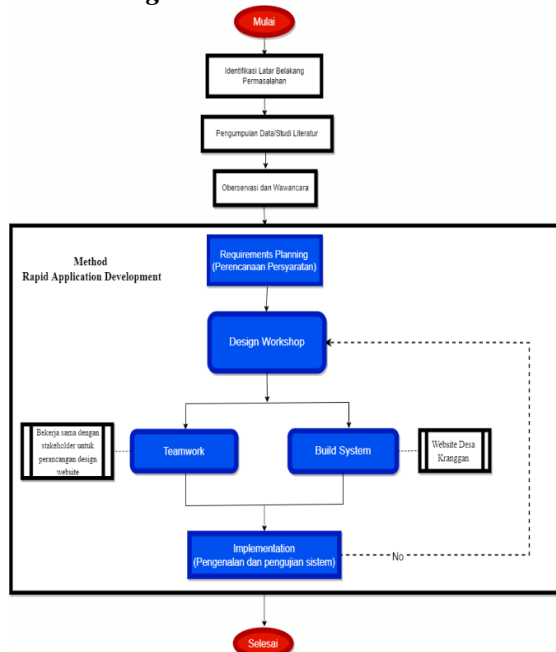 Mulai
Identifikasi Latar Belakang
Permasalahan
Pengumpulan Data/Studi Literatur
Oberservasi dan Wawancara
Method
Rapid Application Development
Requirements Planning
(Perencanaan Persyaratan)
Design Workshop
Bekerja sama dengan
stakeholder untuk
perancangan design
website
Teamwork
Build System
Website Desa
Kranggan
Implementation
(Pengenalan dan pengujian sistem)
No
Selesai